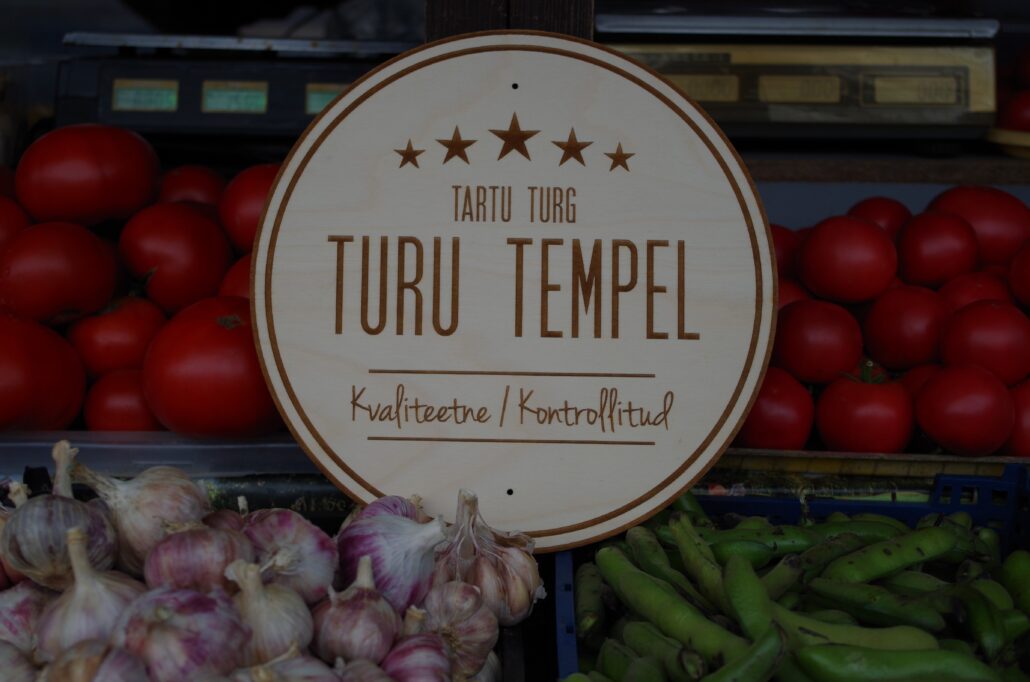 TARTU TURG
TURU TEMPEL
Kvaliteetne / Kontrollitud